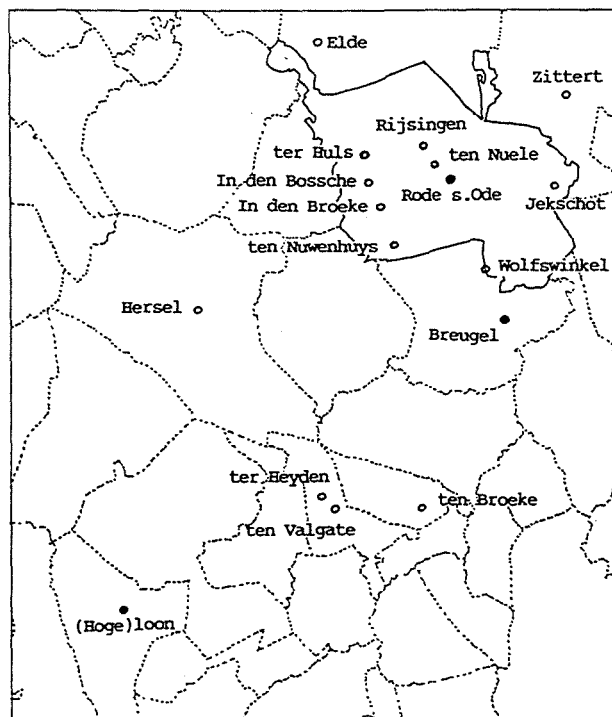 Elde
Zittert
Rijsingen
ter Huls
ten Nuele
In den Bossche
Rode s.Ode
Jekschot
In den Broeke
ten Nuwenhuys
Wolfswinkel
Hersel
Breugel
ter Heyden
ten Broeke
ten Valgate
(Hoge)loon